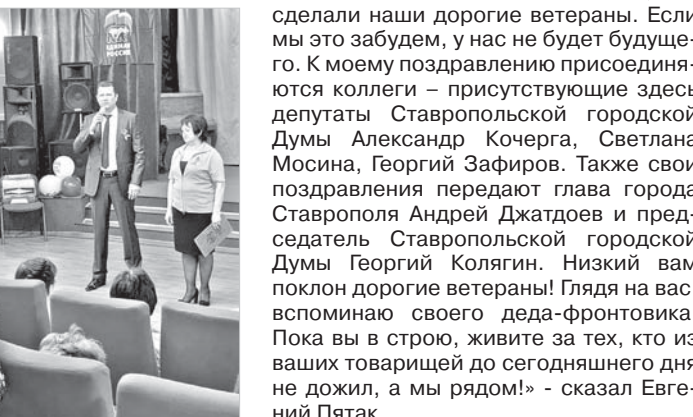 ЕДИНАЯ
РОССИЯ
сделали наши дорогие ветераны. Если
мы это забудем, у нас не будет будуще-
го. К моему поздравлению присоединя-
ются коллеги – присутствующие здесь
депутаты Ставропольской городской
Думы Александр Кочерга, Светлана
Мосина, Георгий Зафиров. Также свои
поздравления передают глава города
Ставрополя Андрей Джатдоев и пред-
седатель Ставропольской городской
Думы Георгий Колягин. Низкий вам
поклон дорогие ветераны! Глядя на вас
вспоминаю своего деда-фронтовика
Пока вы в строю, живите за тех, кто из
ваших товарищей до сегодняшнего дня
не дожил, а мы рядом!» - сказал Евге-
ний Пятак